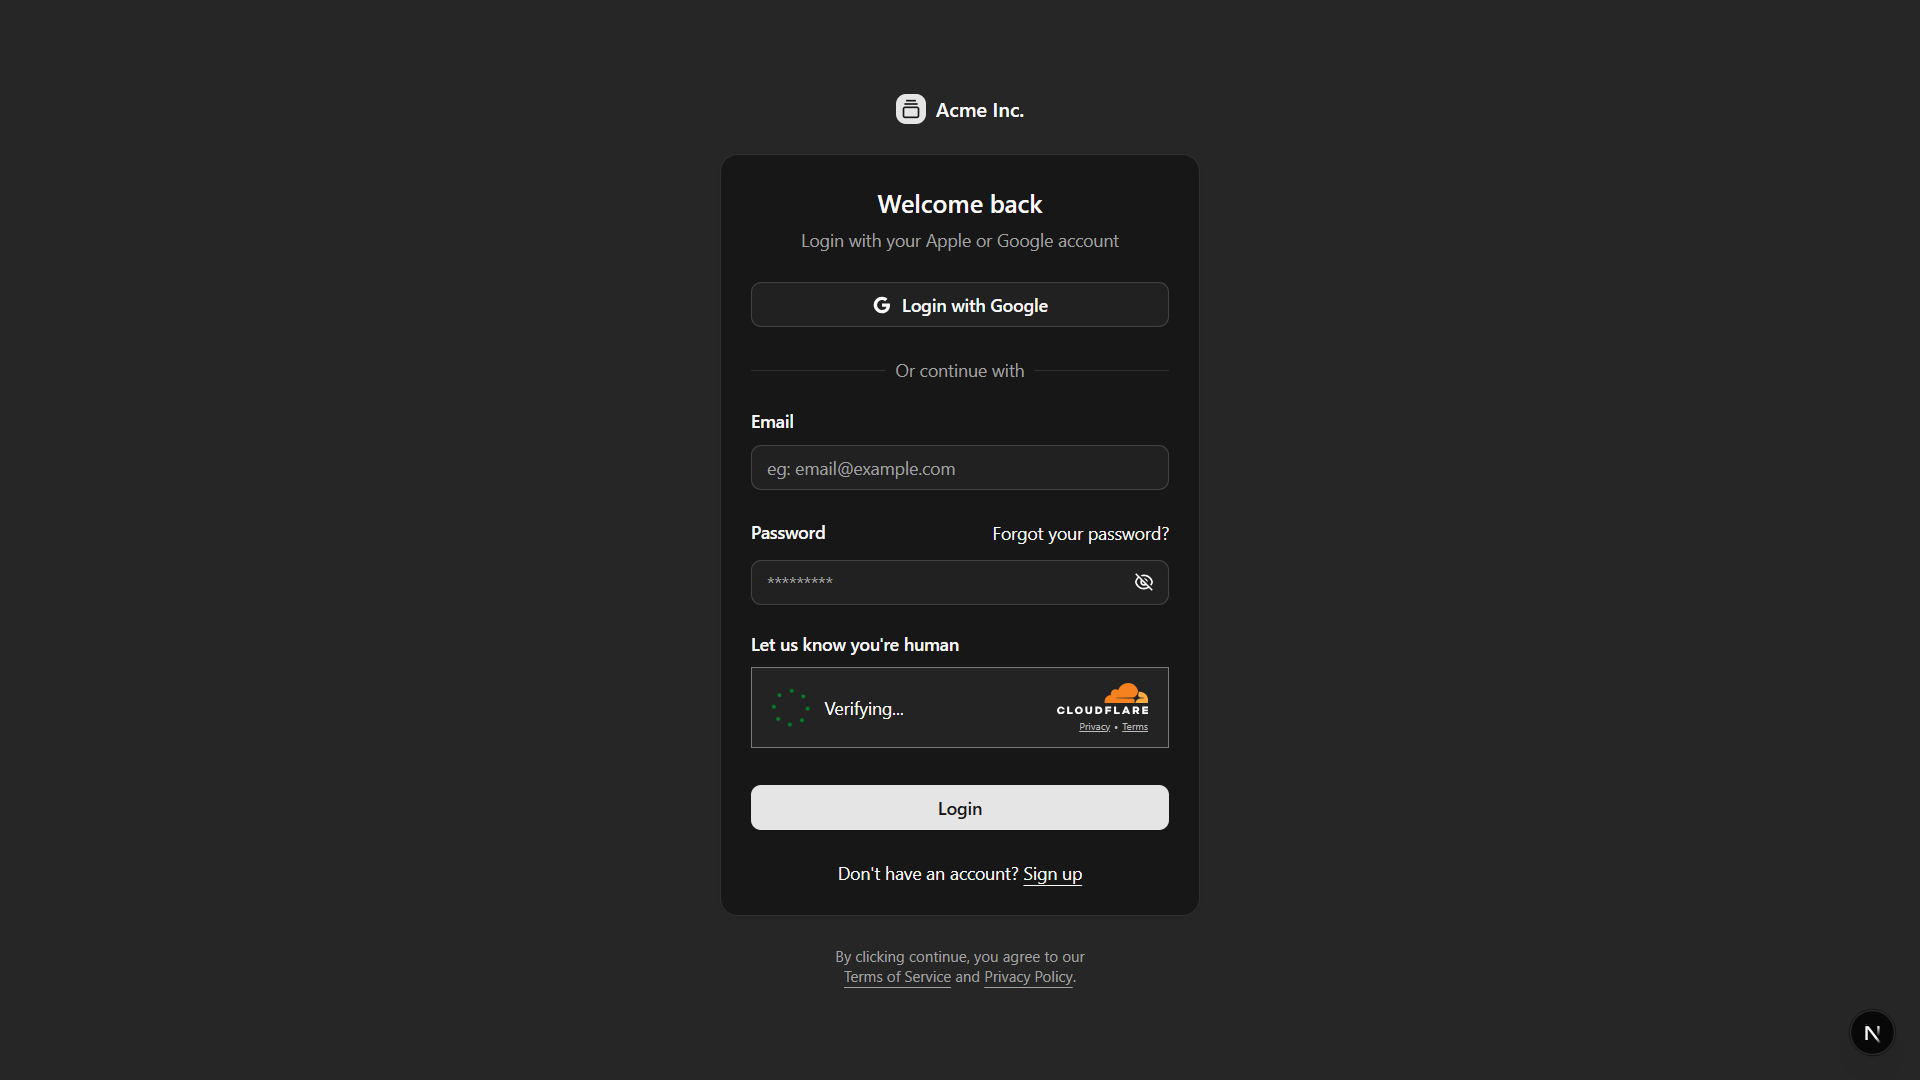 Acme Inc.
Welcome back
Login with your Apple or Google account
Login with Google
Or continue with
Email
eg: email@example.com
Password Forgot your password?
*********
Let us know you're human
Verifying...
CLOUDFLARE
Privacy • Terms
Login
Don't have an account? Sign up
By clicking continue, you agree to our
Terms of Service and Privacy Policy.
N